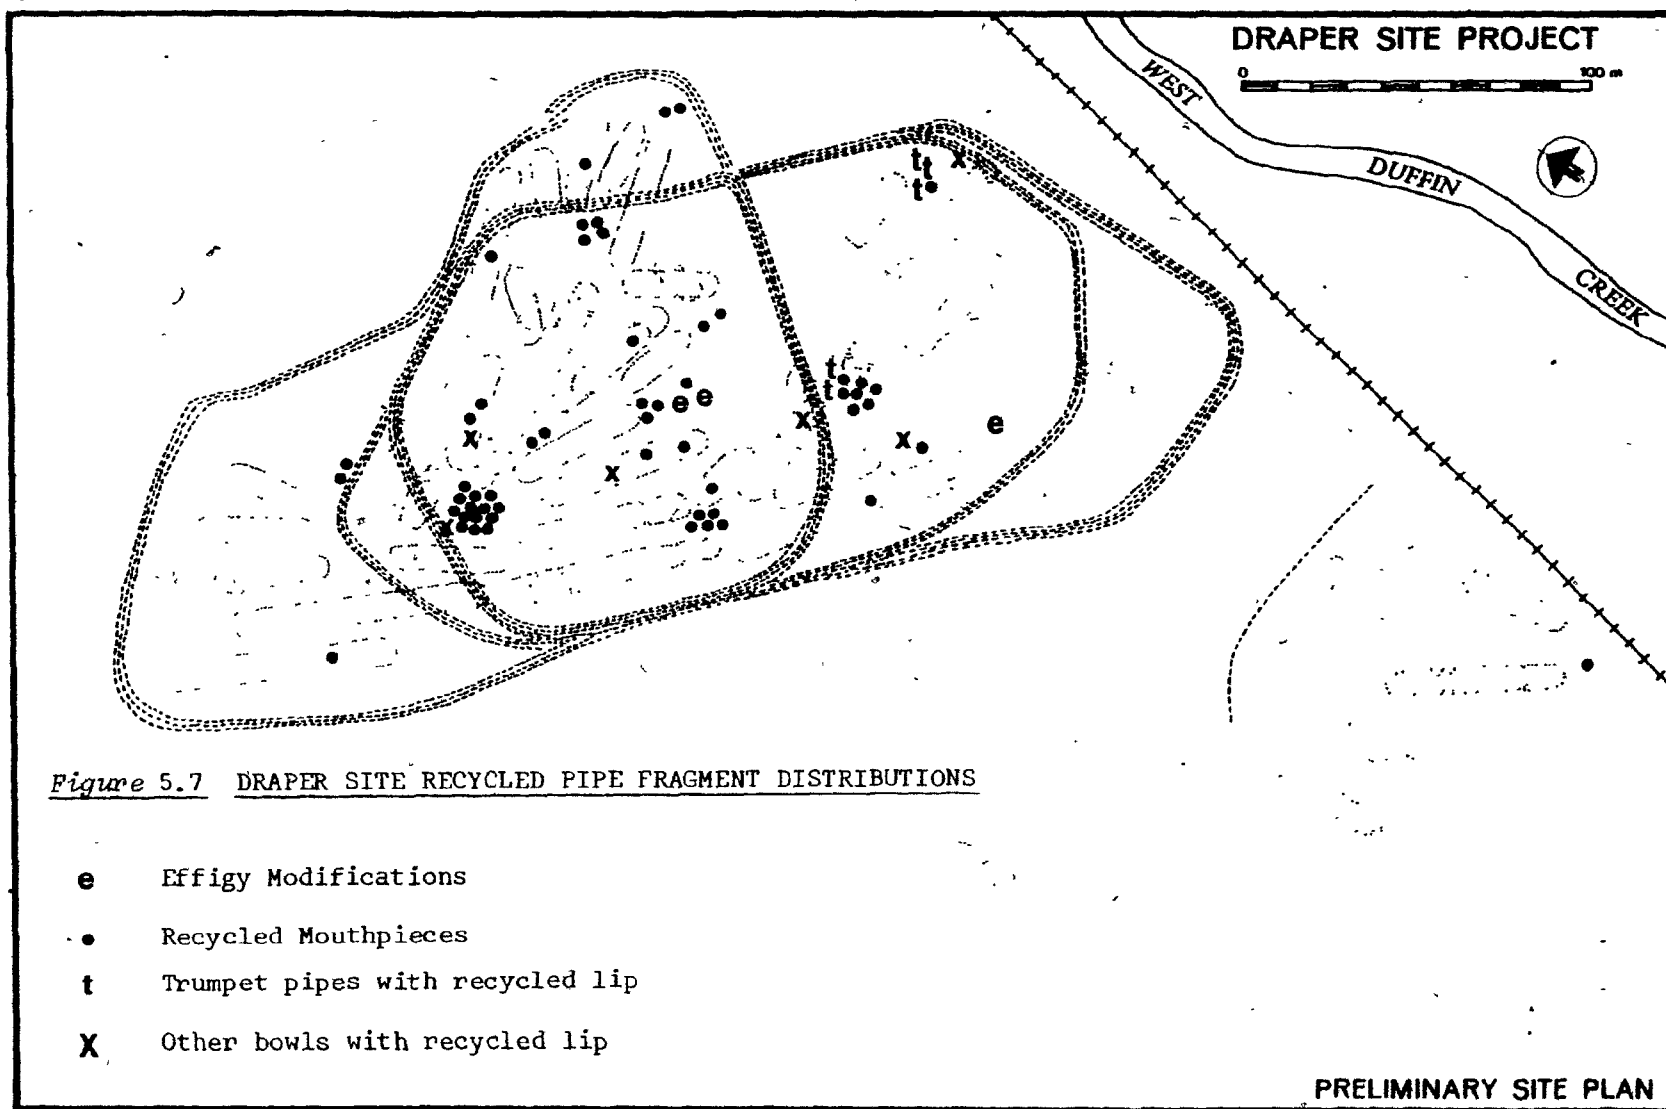 DRAPER SITE PROJECT
0 100 m
WEST
DUFFIN
CREEK
t
t x
t
t
t
x
e e
x
x
e
x
x
Figure 5.7 DRAPER SITE RECYCLED PIPE FRAGMENT DISTRIBUTIONS
e Effigy Modifications
• Recycled Mouthpieces
t Trumpet pipes with recycled lip
X Other bowls with recycled lip
PRELIMINARY SITE PLAN